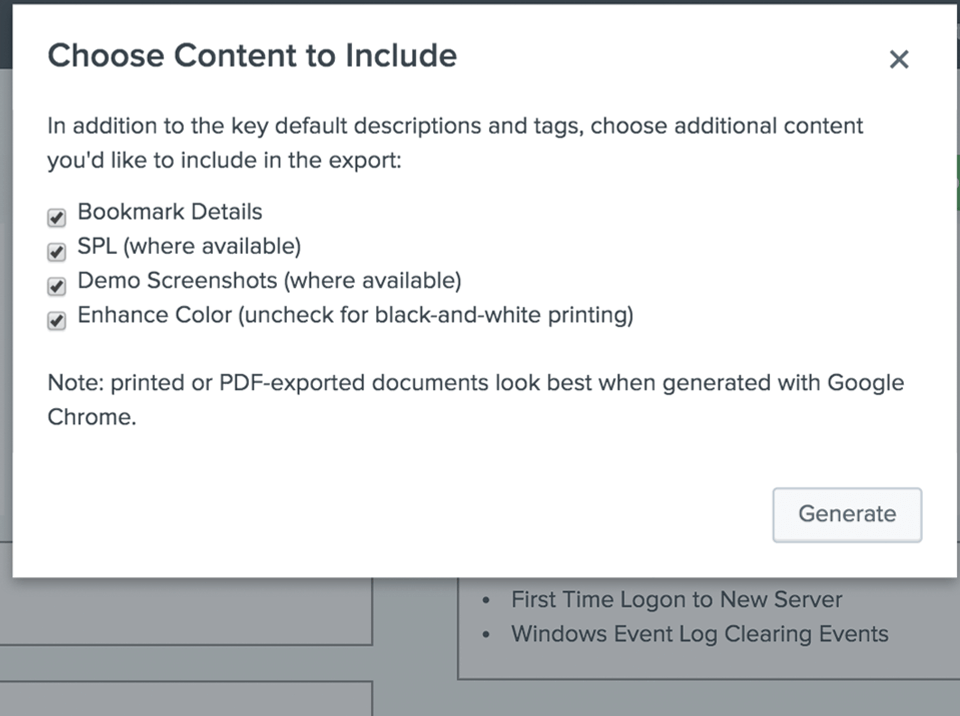 Choose Content to Include
In addition to the key default descriptions and tags, choose additional content
you'd like to include in the export:
Bookmark Details
SPL (where available)
Demo Screenshots (where available)
Enhance Color (uncheck for black-and-white printing)
Note: printed or PDF-exported documents look best when generated with Google
Chrome.
Generate
• First Time Logon to New Server
• Windows Event Log Clearing Events